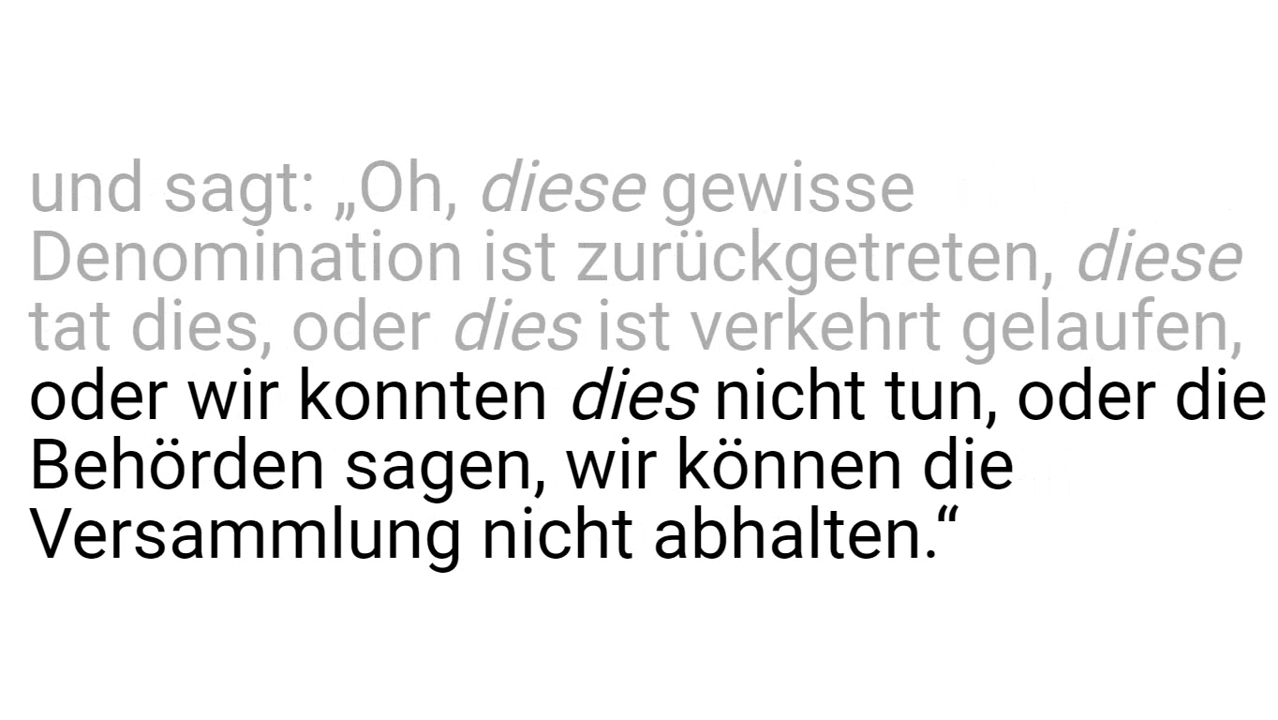 und sagt: „Oh, diese gewisse
Denomination ist zurückgetreten, diese
tat dies, oder dies ist verkehrt gelaufen,
oder wir konnten dies nicht tun, oder die
Behörden sagen, wir können die
Versammlung nicht abhalten.“